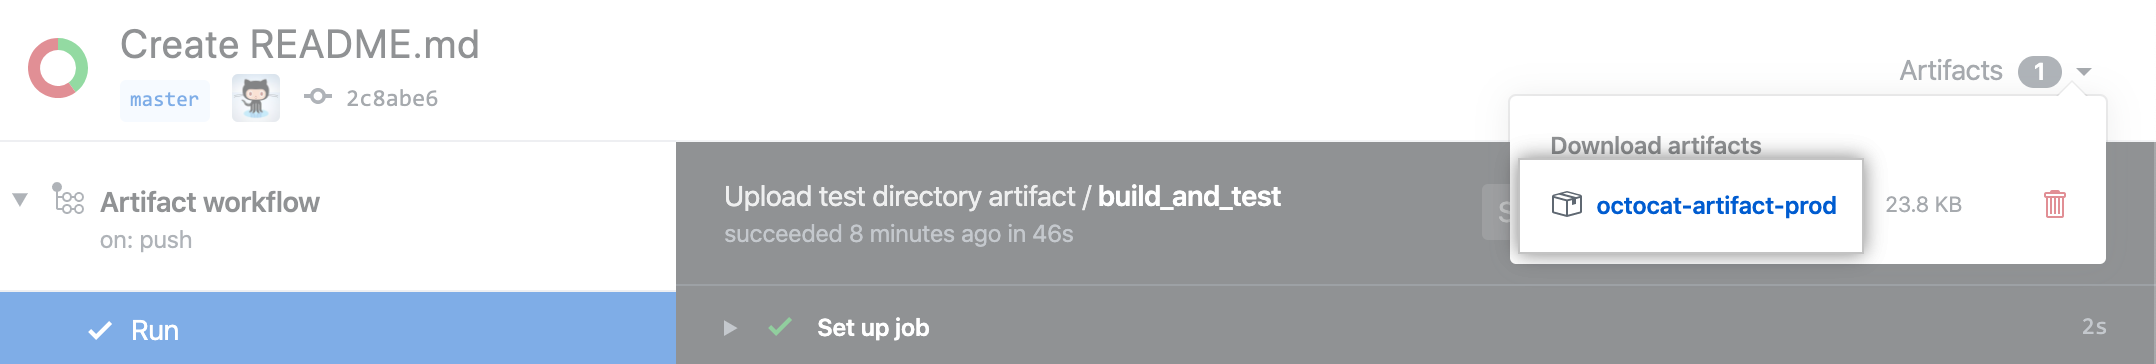 Create README.md
master 2c8abe6
Artifacts 1
Download artifacts
octocat-artifact-prod 23.8 KB
Artifact workflow
on: push
Run
Upload test directory artifact / build_and_test
succeeded 8 minutes ago in 46s
Set up job 2s